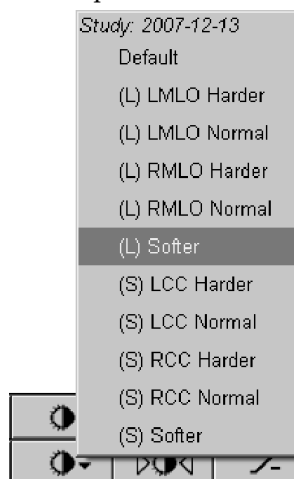 Study: 2007-12-13
Default
(L) LMLO Harder
(L) LMLO Normal
(L) RMLO Harder
(L) RMLO Normal
(L) Softer
(S) LCC Harder
(S) LCC Normal
(S) RCC Harder
(S) RCC Normal
(S) Softer